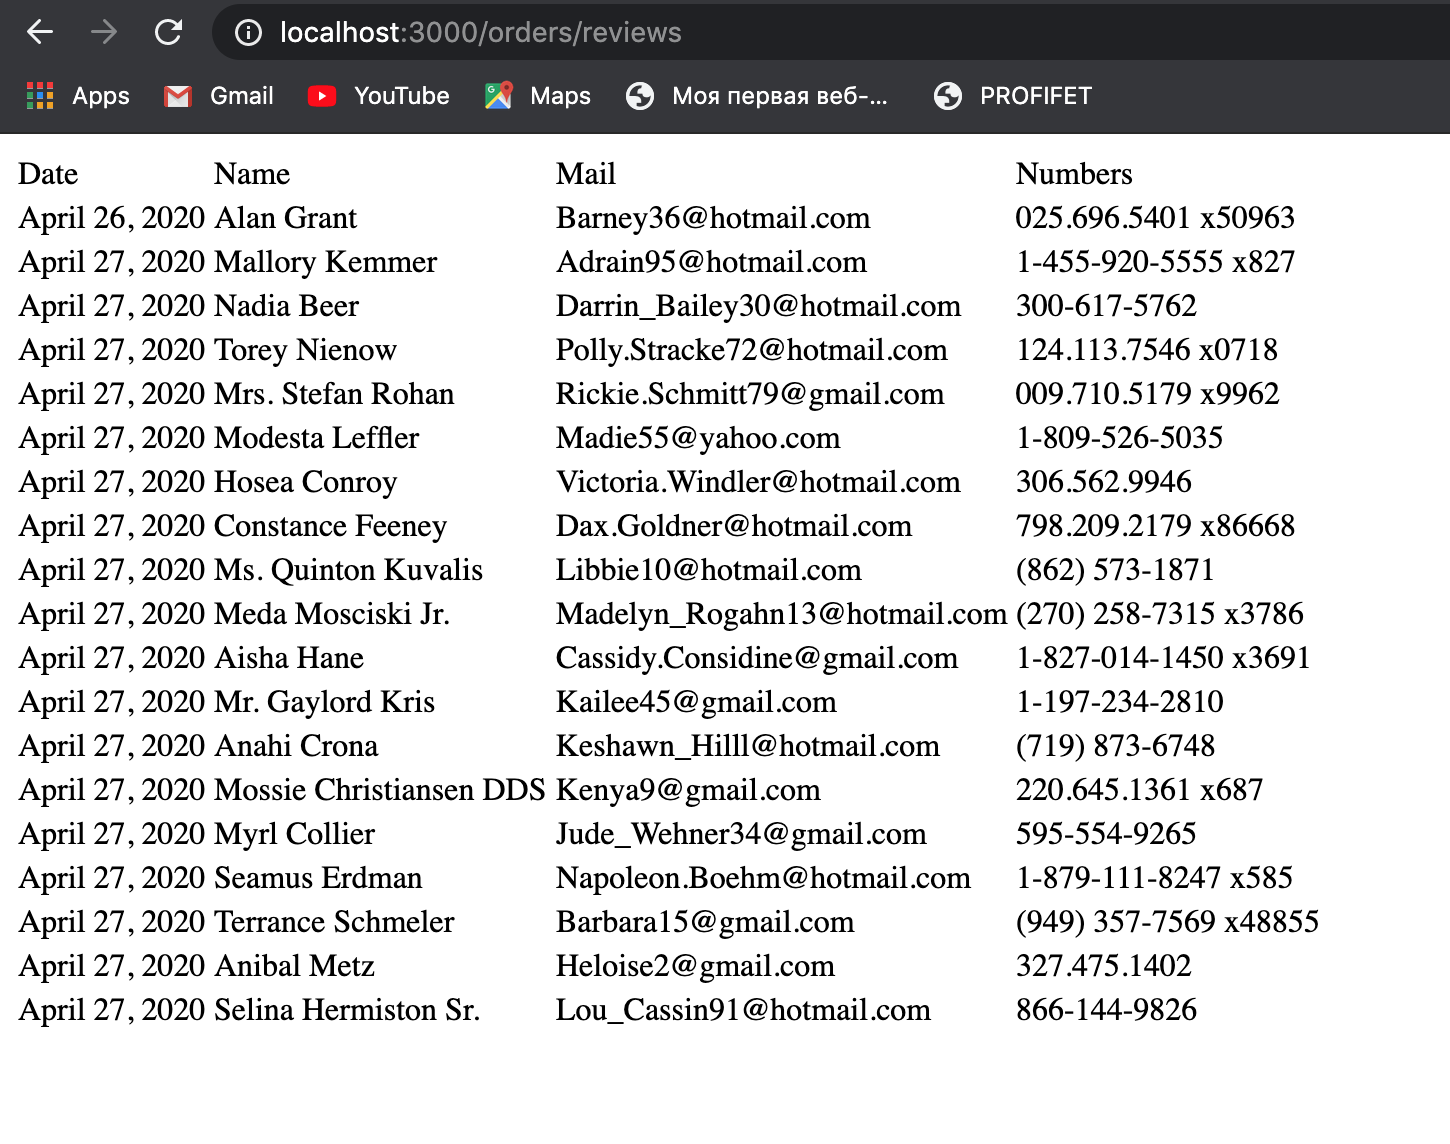 localhost:3000/orders/reviews
Apps Gmail YouTube Maps Моя первая веб-... PROFIFET
Date Name Mail Numbers
April 26, 2020 Alan Grant Barney36@hotmail.com 025.696.5401 x50963
April 27, 2020 Mallory Kemmer Adrain95@hotmail.com 1-455-920-5555 x827
April 27, 2020 Nadia Beer Darrin_Bailey30@hotmail.com 300-617-5762
April 27, 2020 Torey Nienow Polly.Stracke72@hotmail.com 124.113.7546 x0718
April 27, 2020 Mrs. Stefan Rohan Rickie.Schmitt79@gmail.com 009.710.5179 x9962
April 27, 2020 Modesta Leffler Madie55@yahoo.com 1-809-526-5035
April 27, 2020 Hosea Conroy Victoria.Windler@hotmail.com 306.562.9946
April 27, 2020 Constance Feeney Dax.Goldner@hotmail.com 798.209.2179 x86668
April 27, 2020 Ms. Quinton Kuvalis Libbie10@hotmail.com (862) 573-1871
April 27, 2020 Meda Mosciski Jr. Madelyn_Rogahn13@hotmail.com (270) 258-7315 x3786
April 27, 2020 Aisha Hane Cassidy.Considine@gmail.com 1-827-014-1450 x3691
April 27, 2020 Mr. Gaylord Kris Kailee45@gmail.com 1-197-234-2810
April 27, 2020 Anahi Crona Keshawn_Hilll@hotmail.com (719) 873-6748
April 27, 2020 Mossie Christiansen DDS Kenya9@gmail.com 220.645.1361 x687
April 27, 2020 Myrl Collier Jude_Wehner34@gmail.com 595-554-9265
April 27, 2020 Seamus Erdman Napoleon.Boehm@hotmail.com 1-879-111-8247 x585
April 27, 2020 Terrance Schmeler Barbara15@gmail.com (949) 357-7569 x48855
April 27, 2020 Anibal Metz Heloise2@gmail.com 327.475.1402
April 27, 2020 Selina Hermiston Sr. Lou_Cassin91@hotmail.com 866-144-9826